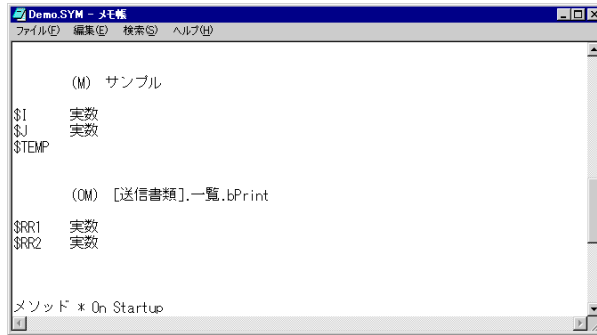 Demo.SYM - メモ帳
ファイル(F) 編集(E) 検索(S) ヘルプ(H)
(M) サンプル
$I 実数
$J 実数
$TEMP
(OM) [送信書類].一覧.bPrint
$RR1 実数
$RR2 実数
メソッド * On Startup